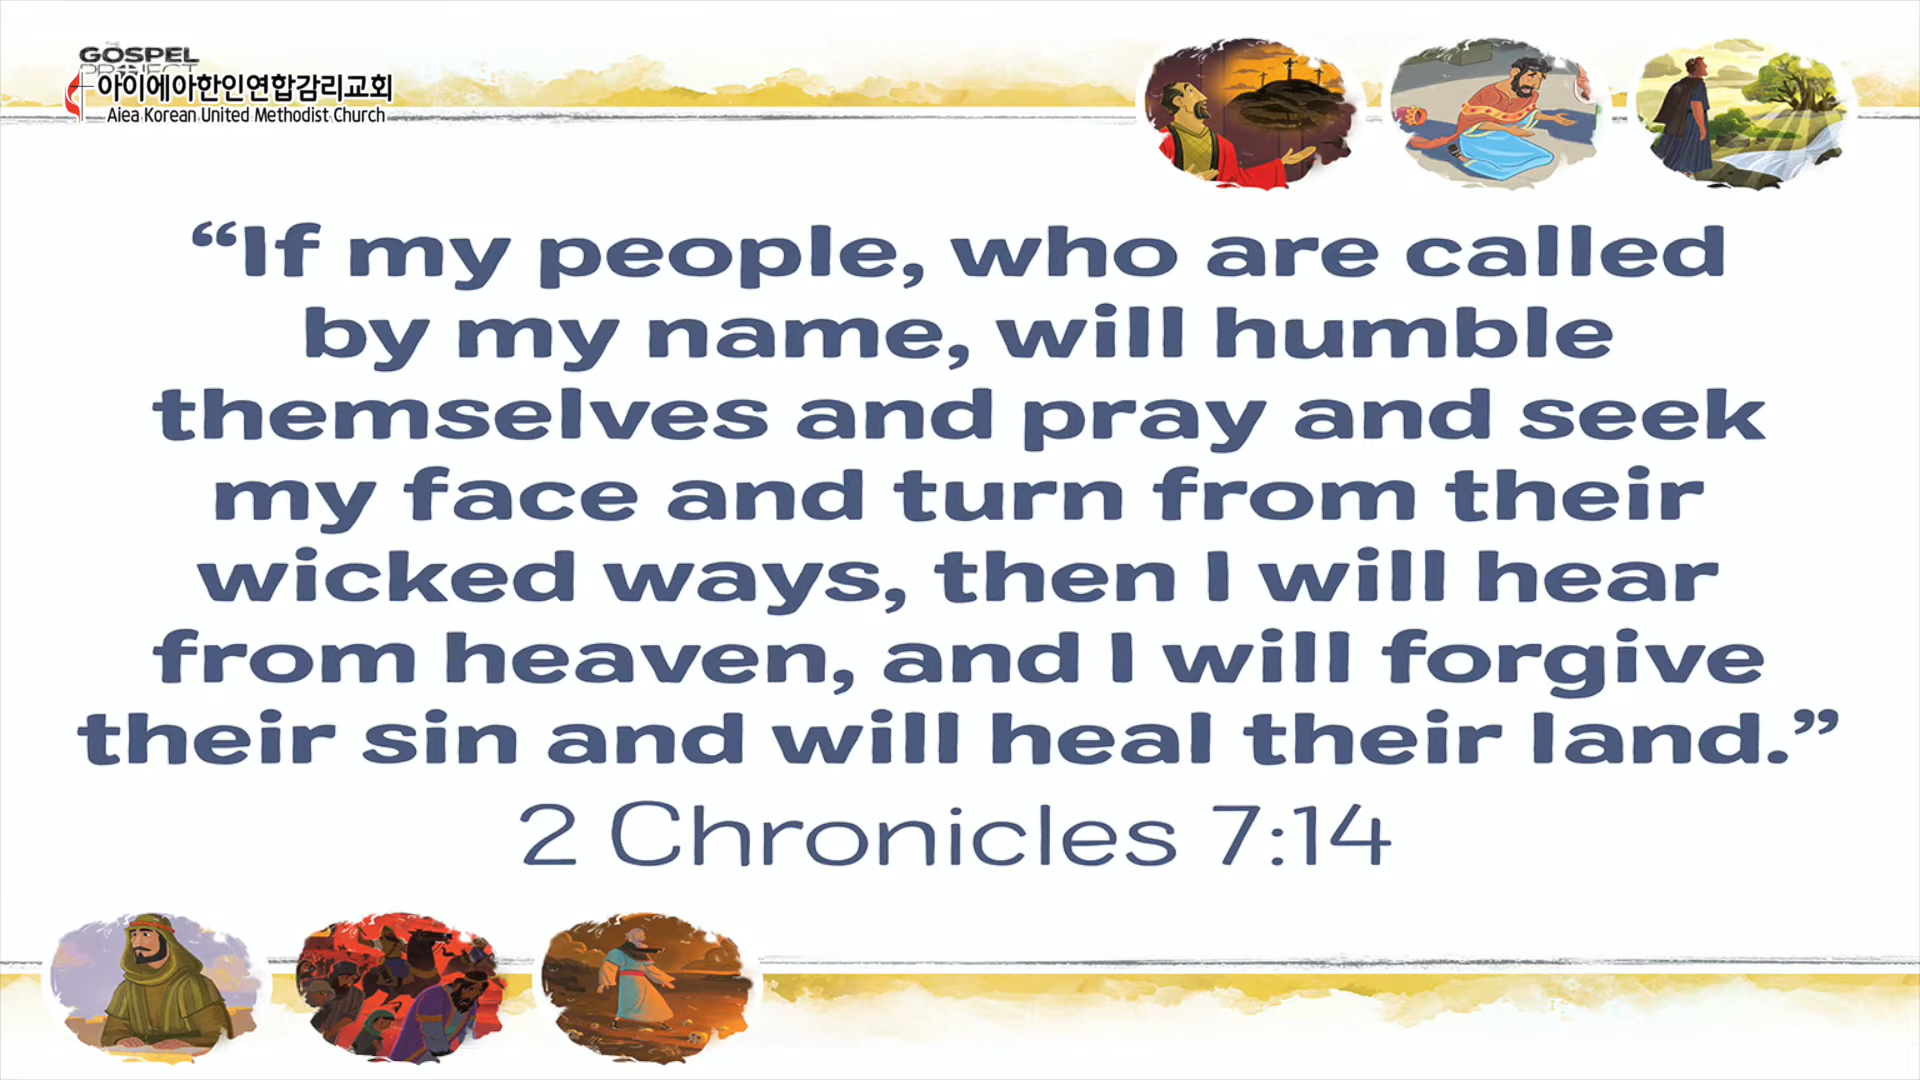 GOSPEL
PROJECT
아이에아한인연합감리교회
Aiea Korean United Methodist Church
“If my people, who are called
by my name, will humble
themselves and pray and seek
my face and turn from their
wicked ways, then I will hear
from heaven, and I will forgive
their sin and will heal their land.”
2 Chronicles 7:14